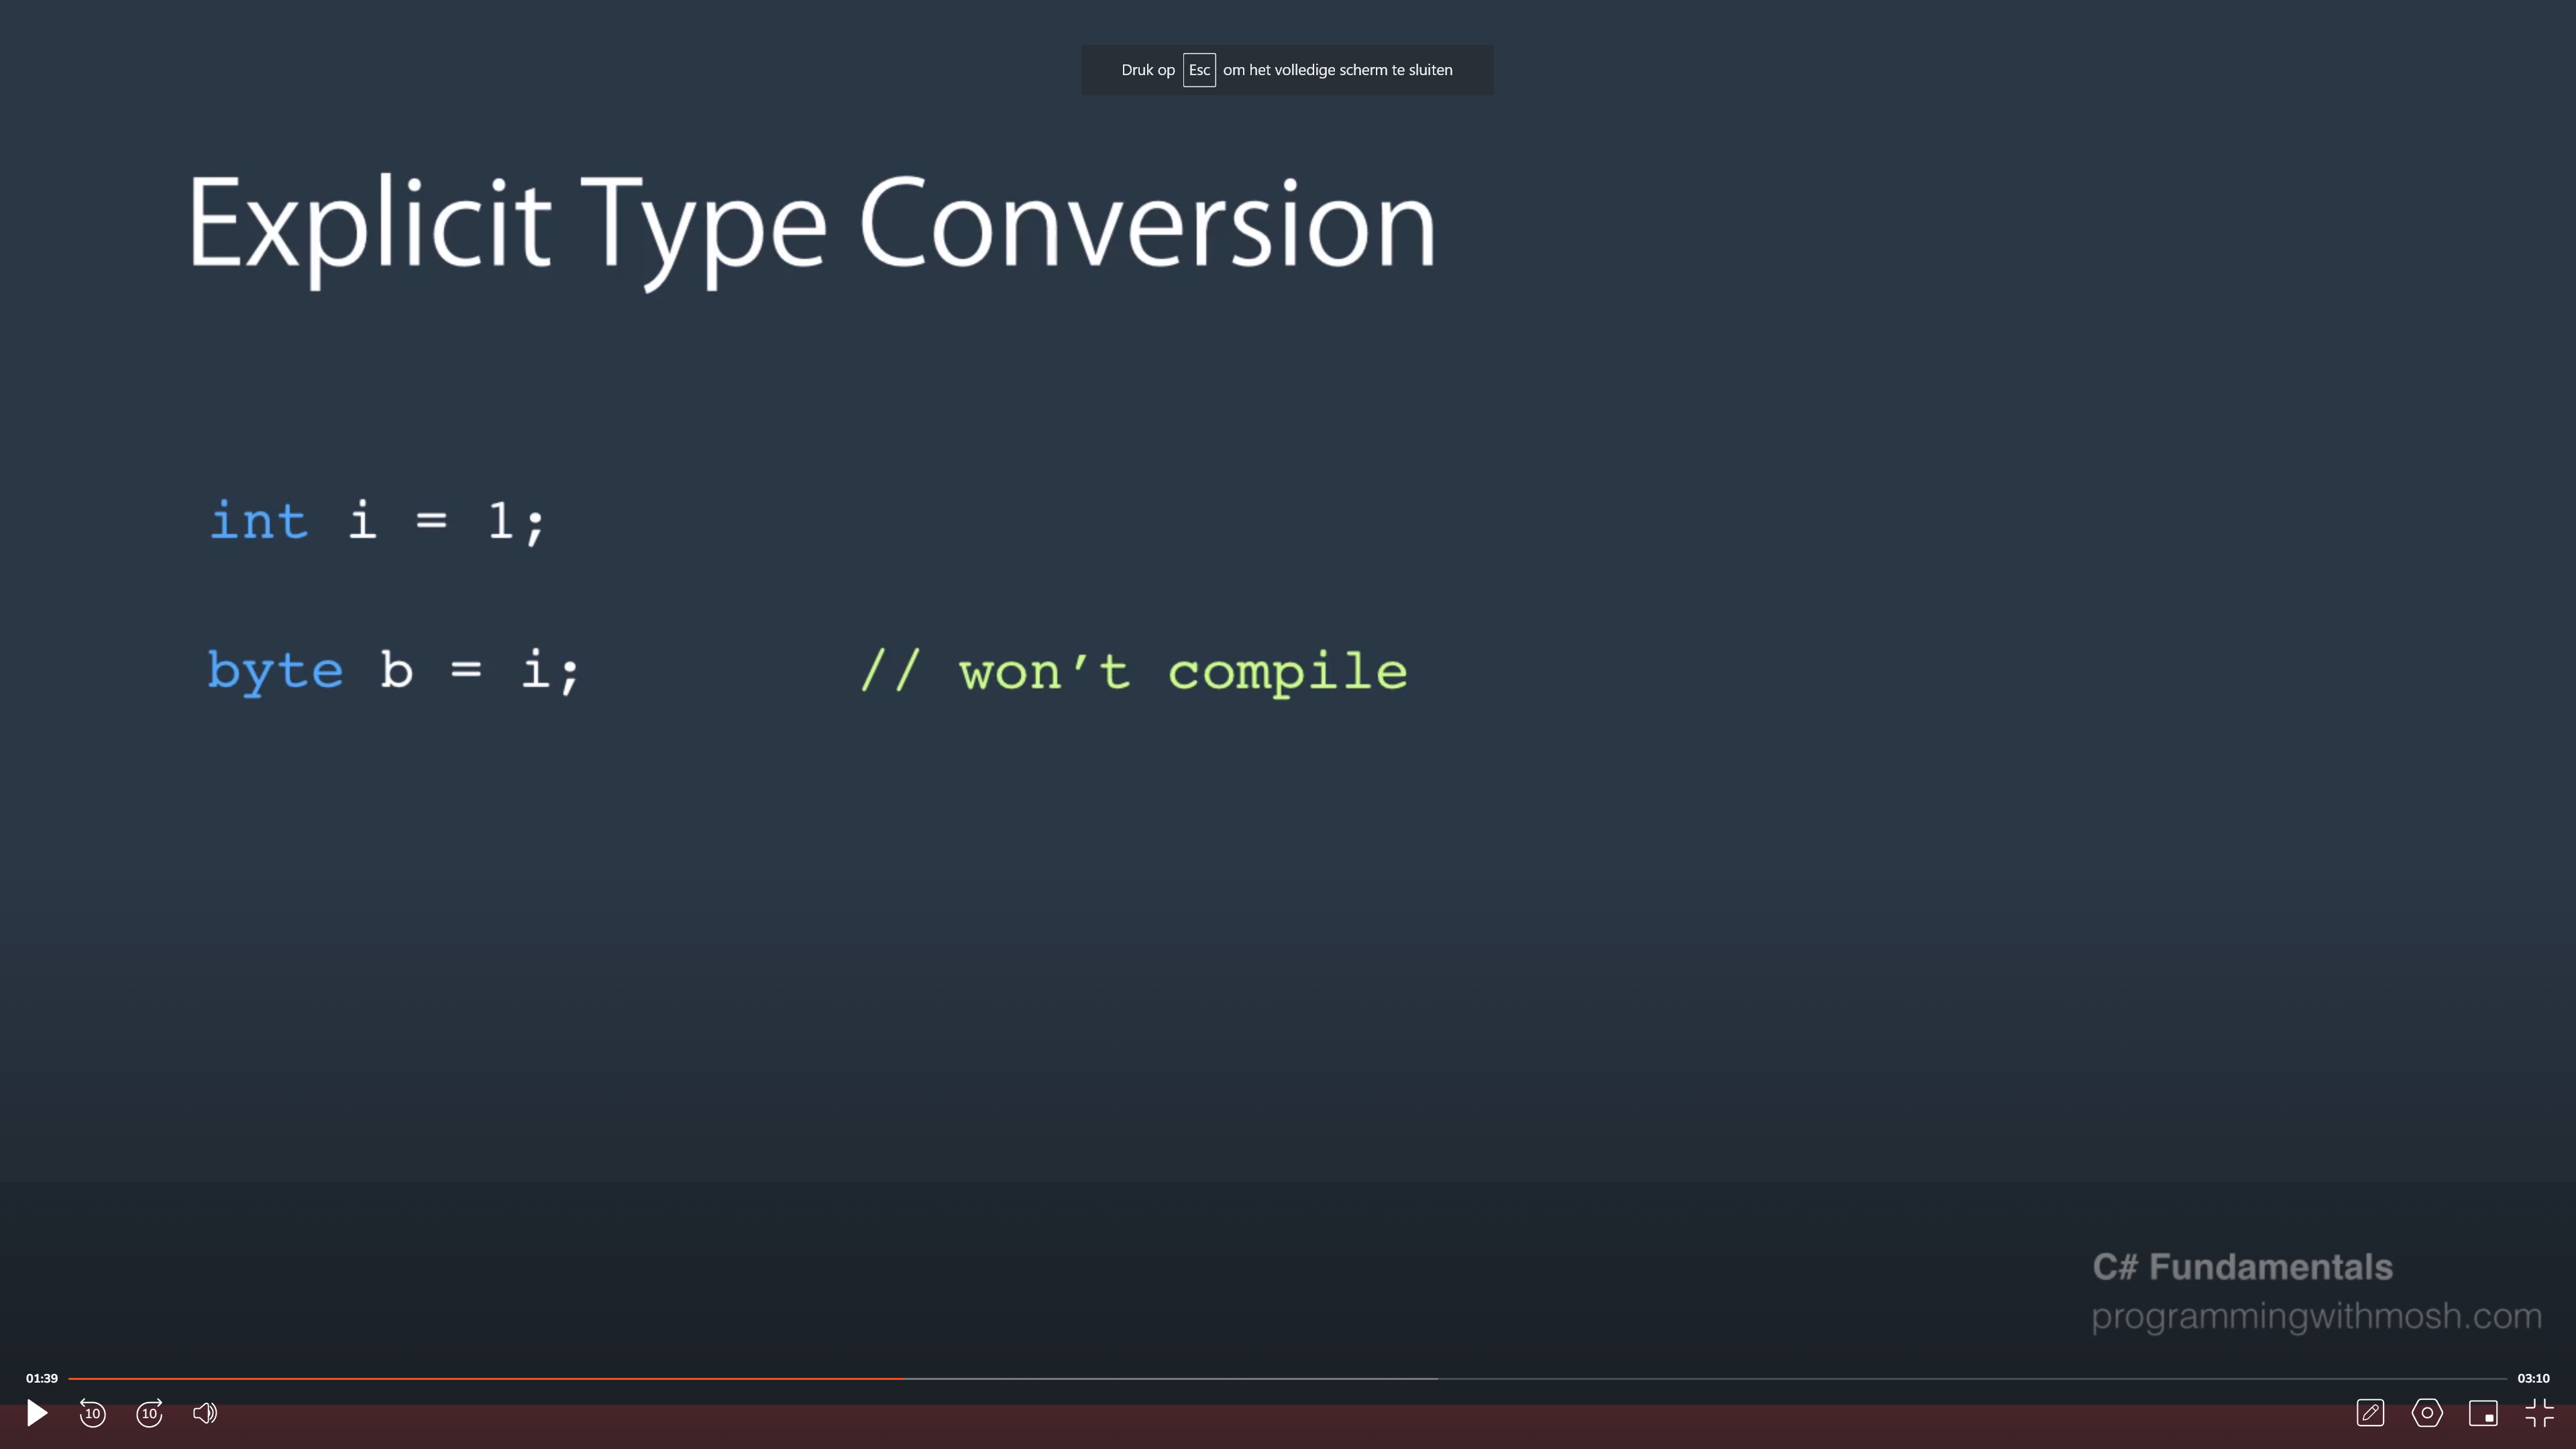 Druk op Esc om het volledige scherm te sluiten
Explicit Type Conversion
int i = 1;
byte b = i; // won’t compile
C# Fundamentals
programmingwithmosh.com
01:39 03:10
10 10